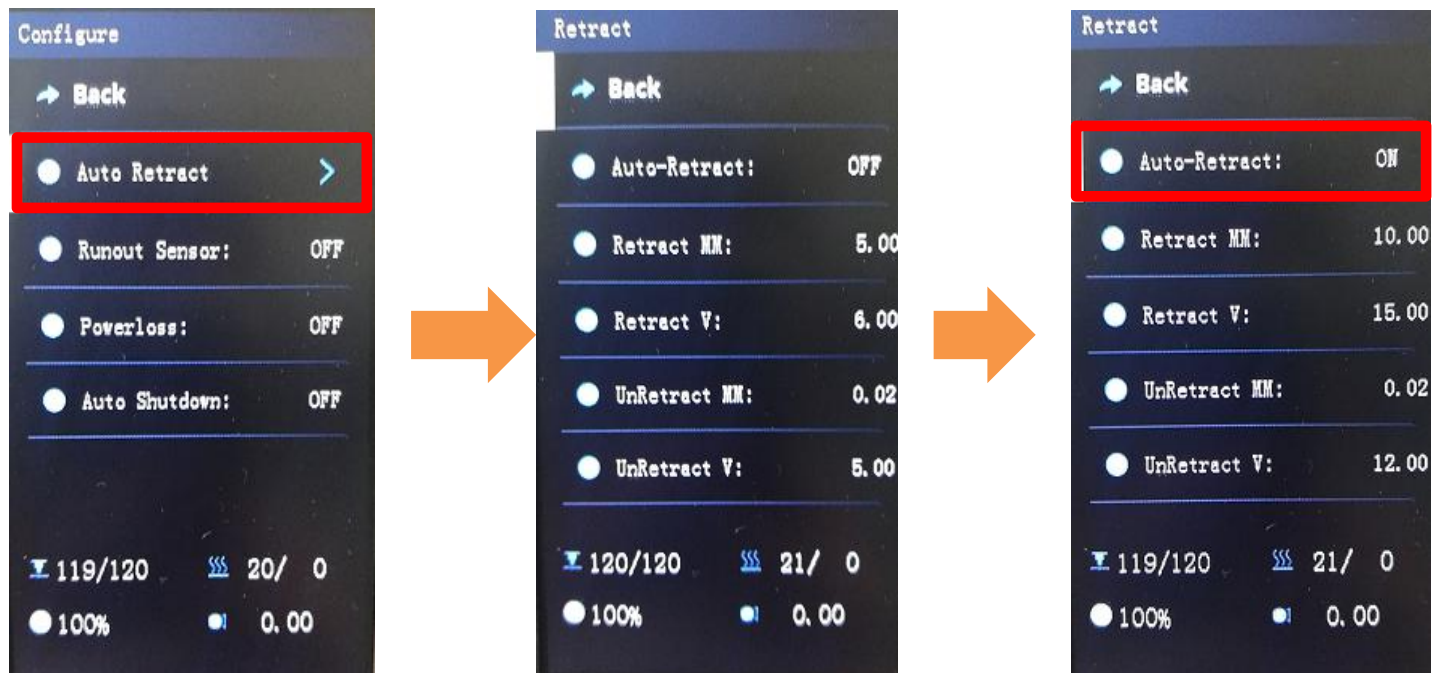 Configure
Back
Auto Retract
Runout Sensor: OFF
Powerloss: OFF
Auto Shutdown: OFF
119/120 20/ 0
100% 0.00
Retract
Back
Auto-Retract: OFF
Retract MM: 5.00
Retract V: 6.00
UnRetract MM: 0.02
UnRetract V: 5.00
120/120 21/ 0
100% 0.00
Retract
Back
Auto-Retract: ON
Retract MM: 10.00
Retract V: 15.00
UnRetract MM: 0.02
UnRetract V: 12.00
119/120 21/ 0
100% 0.00